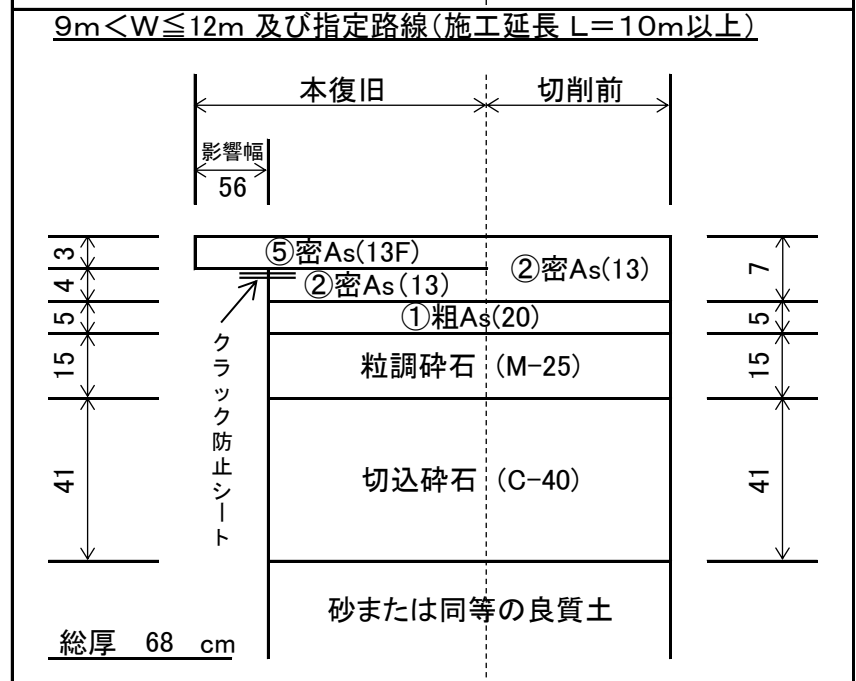 9m<W≦12m 及び指定路線(施工延長 L=10m以上)
本復旧 切削前
影響幅
56
3 ⑤密As(13F)
4 ②密As(13) ②密As(13) 7
5 ①粗As(20) 5
15 粒調砕石 (M-25) 15
クラック防止シート
41 切込砕石 (C-40) 41
砂または同等の良質土
総厚 68 cm